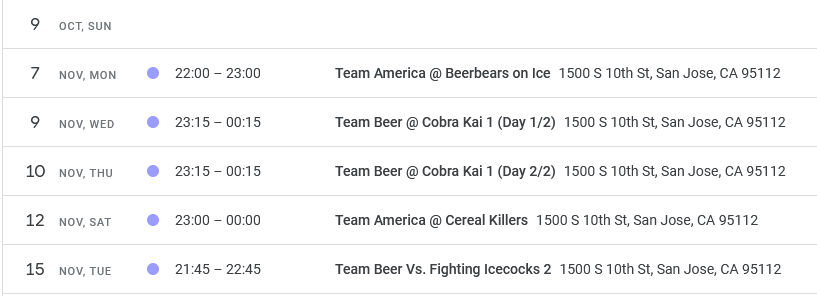 9 OCT, SUN
7 NOV, MON 22:00 – 23:00 Team America @ Beerbears on Ice 1500 S 10th St, San Jose, CA 95112
9 NOV, WED 23:15 – 00:15 Team Beer @ Cobra Kai 1 (Day 1/2) 1500 S 10th St, San Jose, CA 95112
10 NOV, THU 23:15 – 00:15 Team Beer @ Cobra Kai 1 (Day 2/2) 1500 S 10th St, San Jose, CA 95112
12 NOV, SAT 23:00 – 00:00 Team America @ Cereal Killers 1500 S 10th St, San Jose, CA 95112
15 NOV, TUE 21:45 – 22:45 Team Beer Vs. Fighting Icecocks 2 1500 S 10th St, San Jose, CA 95112